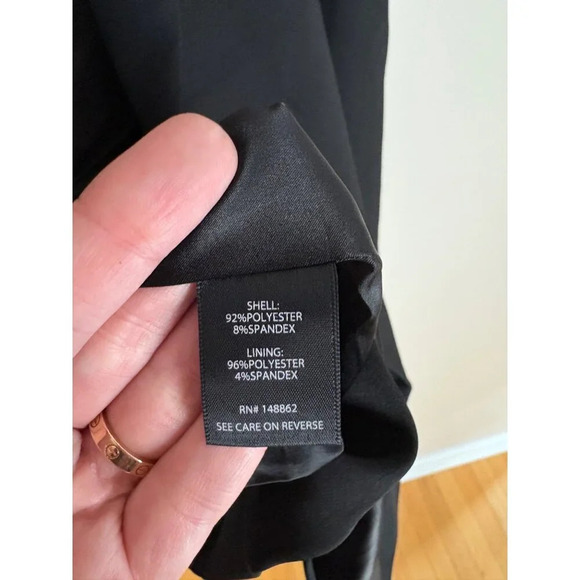 SHELL:
92%POLYESTER
8%SPANDEX
LINING:
96%POLYESTER
4%SPANDEX
RN# 148862
SEE CARE ON REVERSE